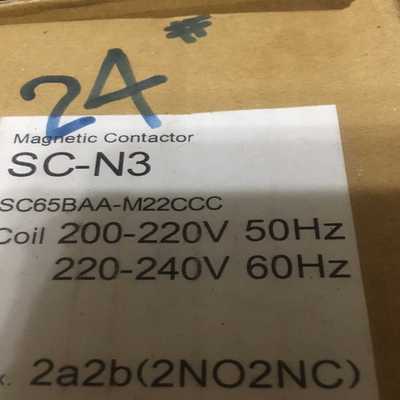 24 #
Magnetic Contactor
SC-N3
SC65BAA-M22CCC
Coil 200-220V 50Hz
220-240V 60Hz
2a2b(2NO2NC)